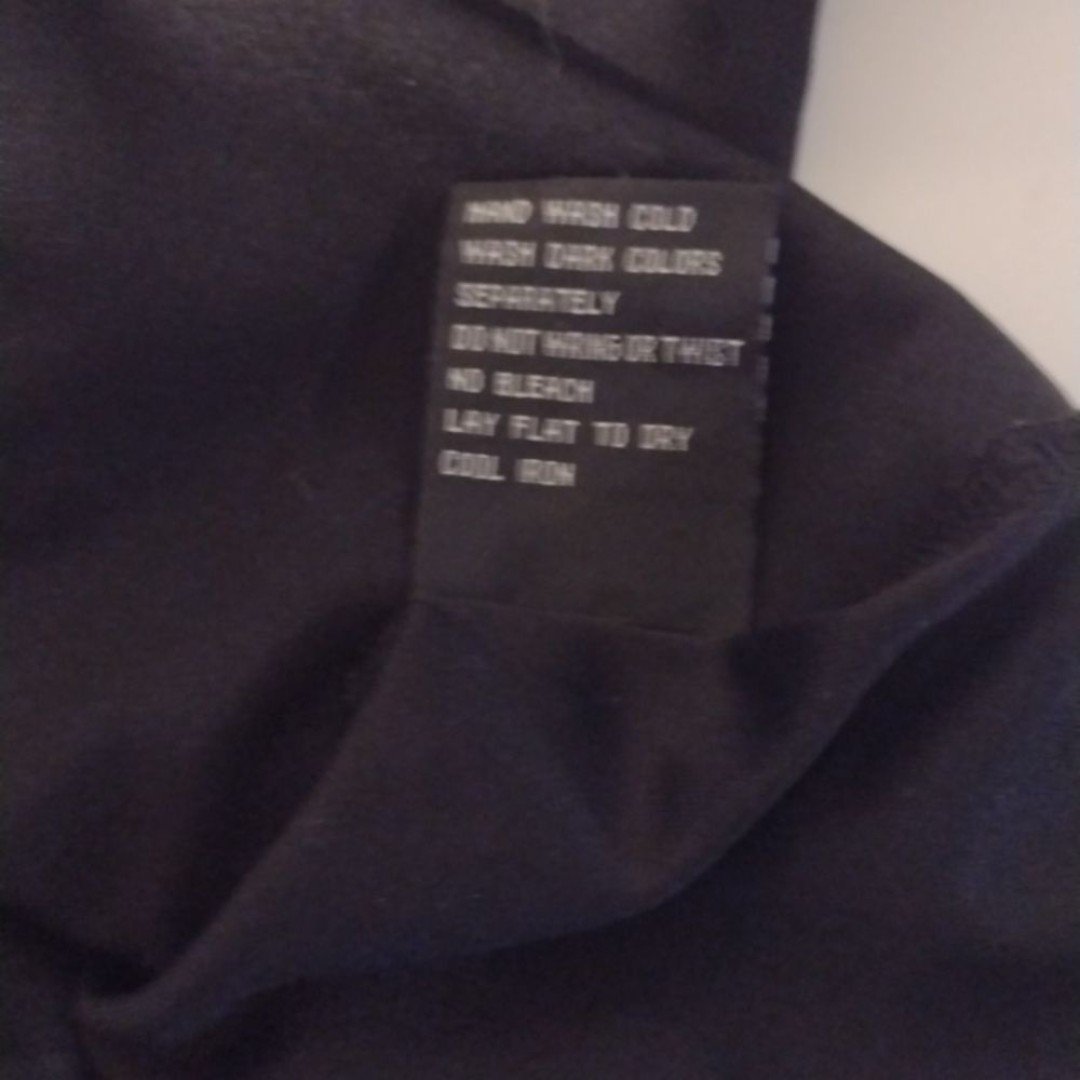 HAND WASH COLD
WASH DARK COLORS
SEPARATELY
DO NOT WRING OR TWIST
NO BLEACH
LAY FLAT TO DRY
COOL IRON